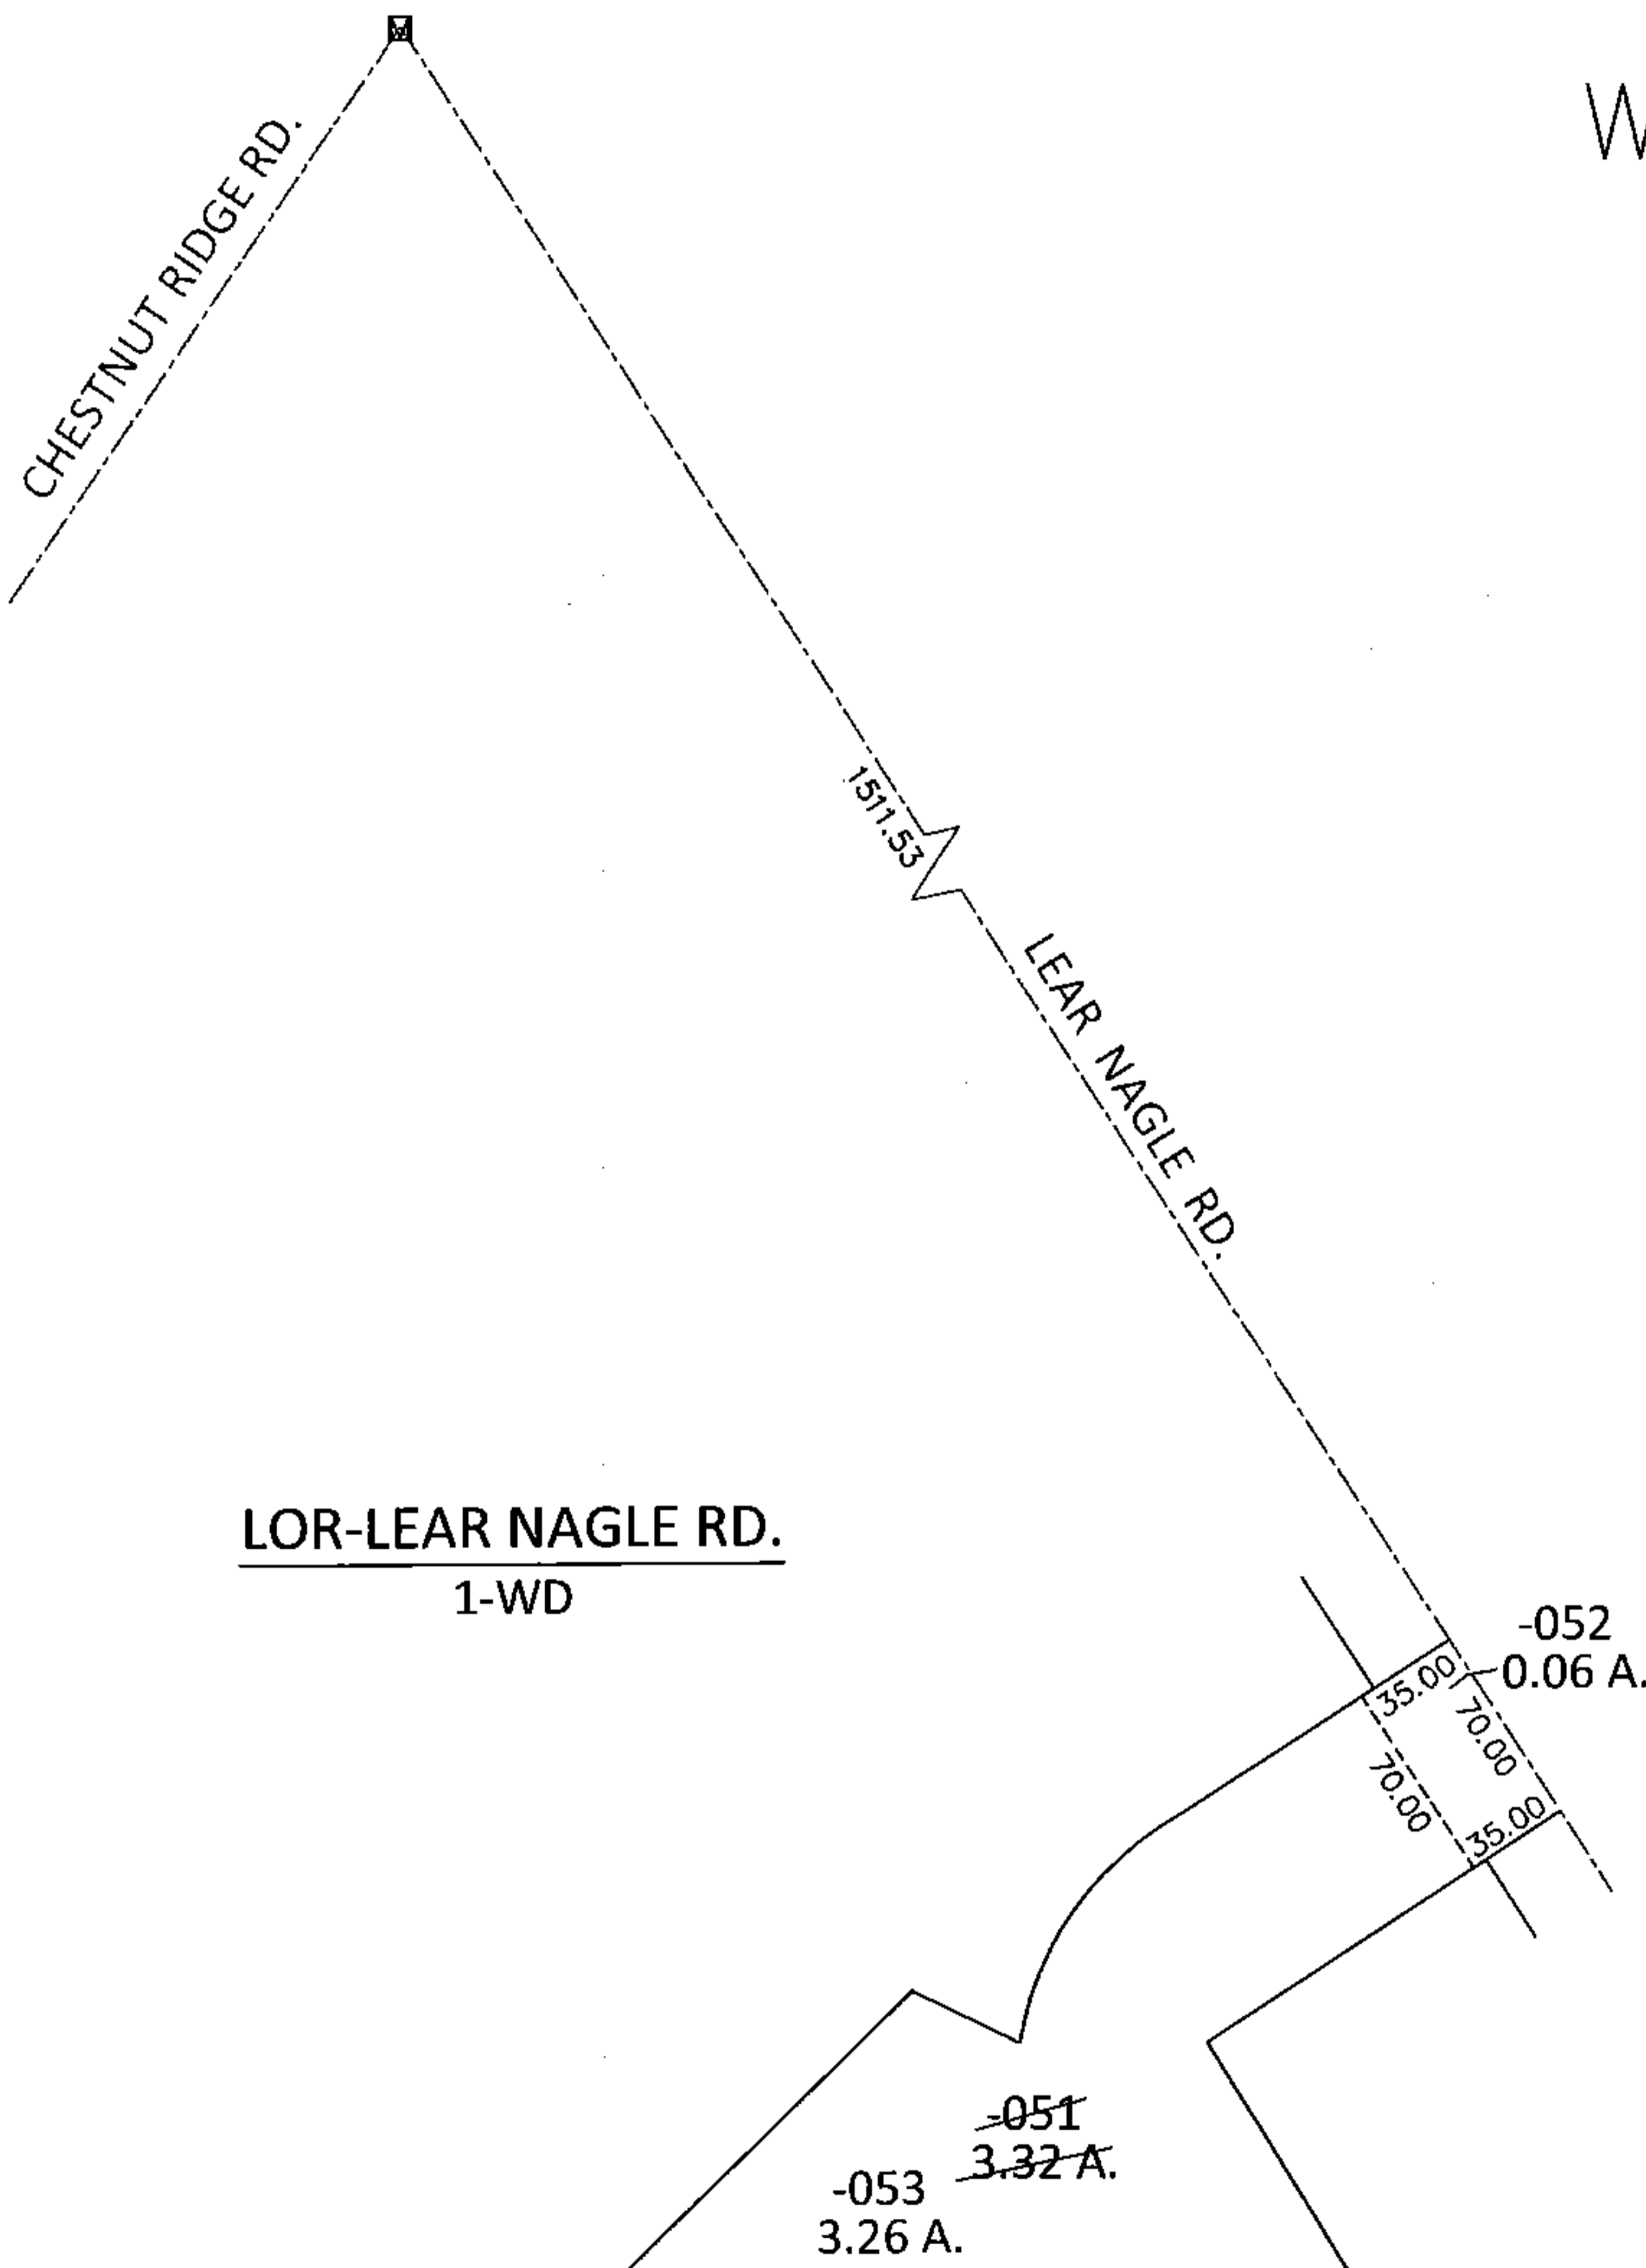 W
CHESTNUT RIDGE RD.
1511.53
LEAR NAGLE RD.
LOR-LEAR NAGLE RD.
1-WD
-052
0.06 A.
35.00
70.00
70.00
35.00
-051
3.32 A.
-053
3.26 A.